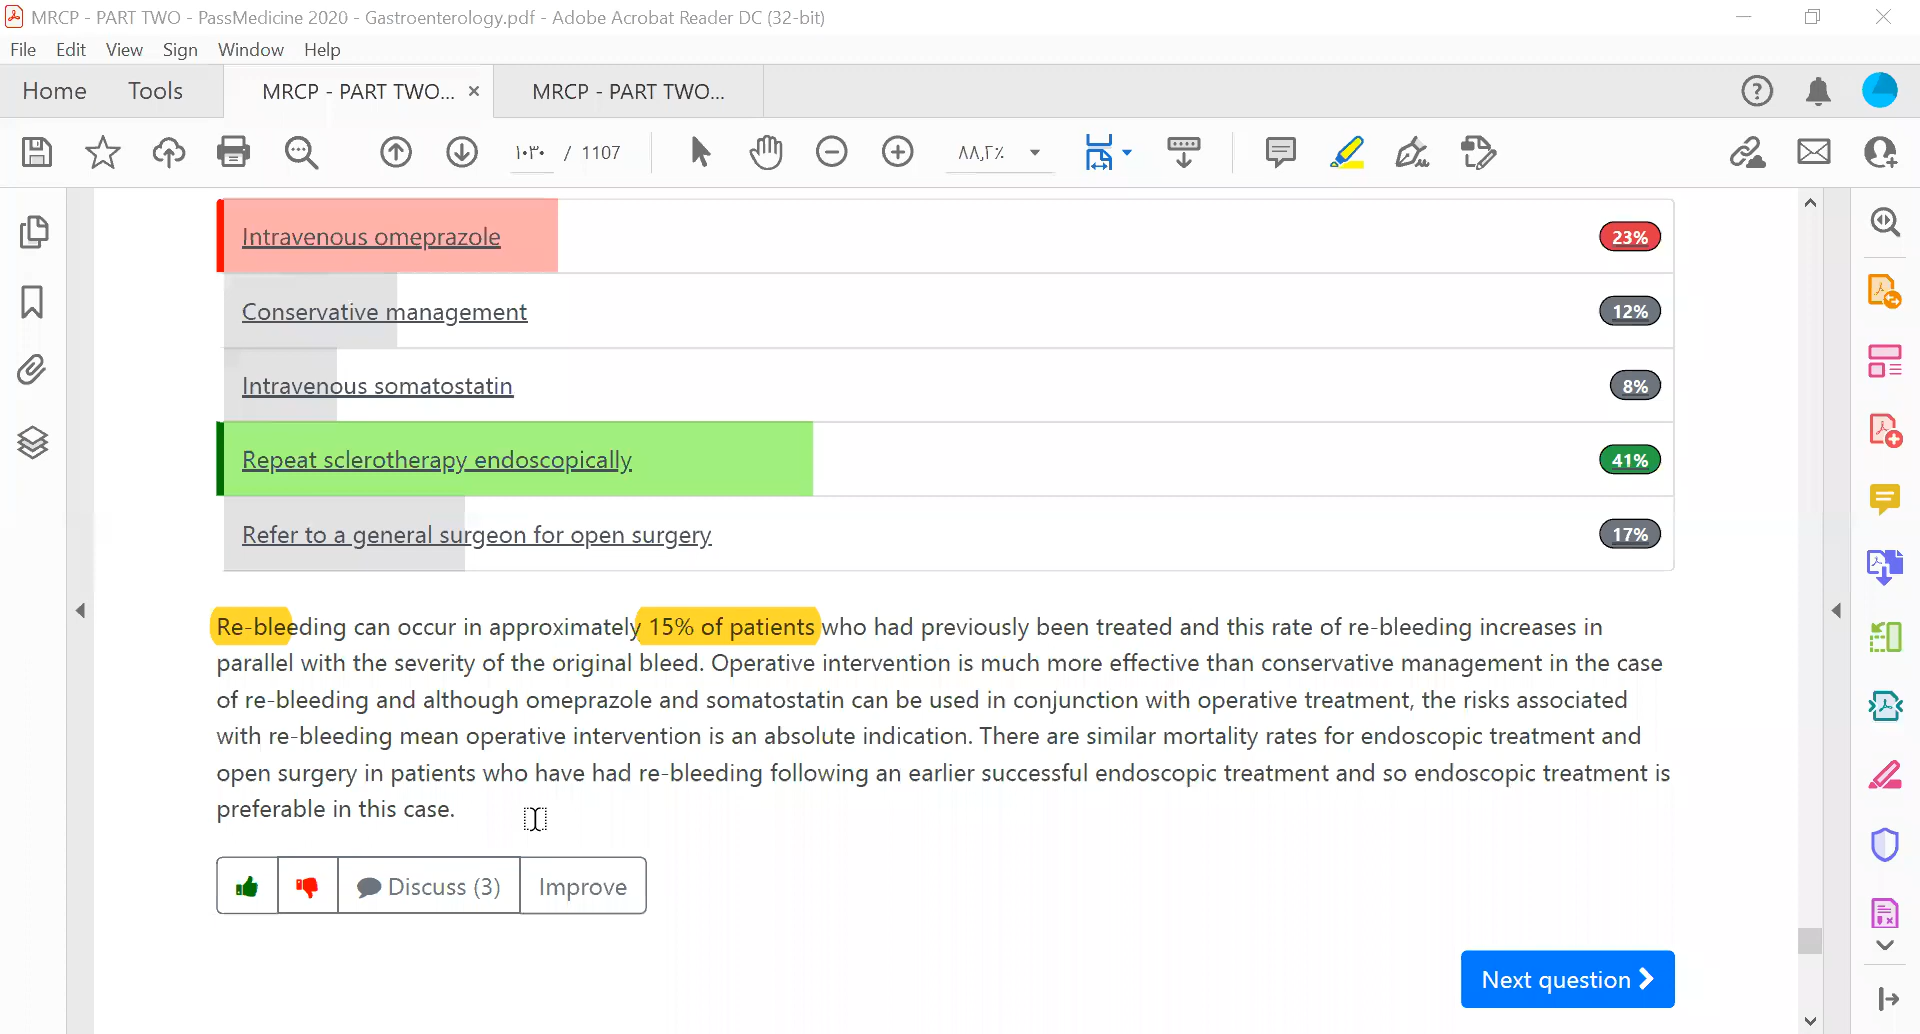 MRCP - PART TWO - PassMedicine 2020 - Gastroenterology.pdf - Adobe Acrobat Reader DC (32-bit)
File Edit View Sign Window Help
Home Tools MRCP - PART TWO... × MRCP - PART TWO...
١٠٣٠ / 1107 ٨٨٫٢٪
Intravenous omeprazole 23%
Conservative management 12%
Intravenous somatostatin 8%
Repeat sclerotherapy endoscopically 41%
Refer to a general surgeon for open surgery 17%
Re-bleeding can occur in approximately 15% of patients who had previously been treated and this rate of re-bleeding increases in
parallel with the severity of the original bleed. Operative intervention is much more effective than conservative management in the case
of re-bleeding and although omeprazole and somatostatin can be used in conjunction with operative treatment, the risks associated
with re-bleeding mean operative intervention is an absolute indication. There are similar mortality rates for endoscopic treatment and
open surgery in patients who have had re-bleeding following an earlier successful endoscopic treatment and so endoscopic treatment is
preferable in this case.
Discuss (3) Improve
Next question